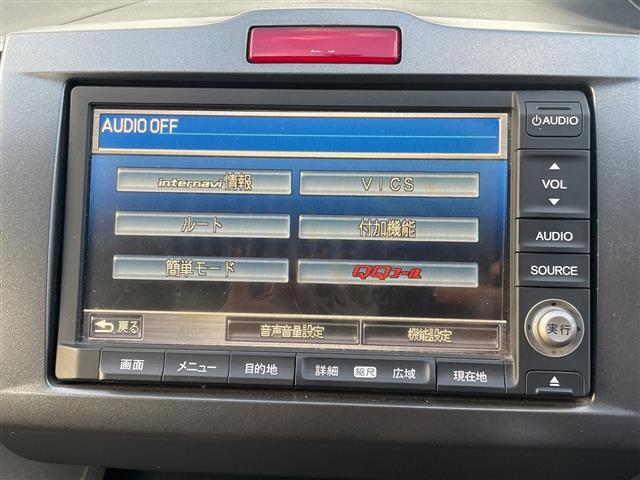 AUDIO OFF
internavi情報
VICS
ルート
付加機能
簡単モード
QQコール
戻る
音声音量設定
機能設定
AUDIO
VOL
AUDIO
SOURCE
実行
画面
メニュー
目的地
詳細 縮尺 広域
現在地